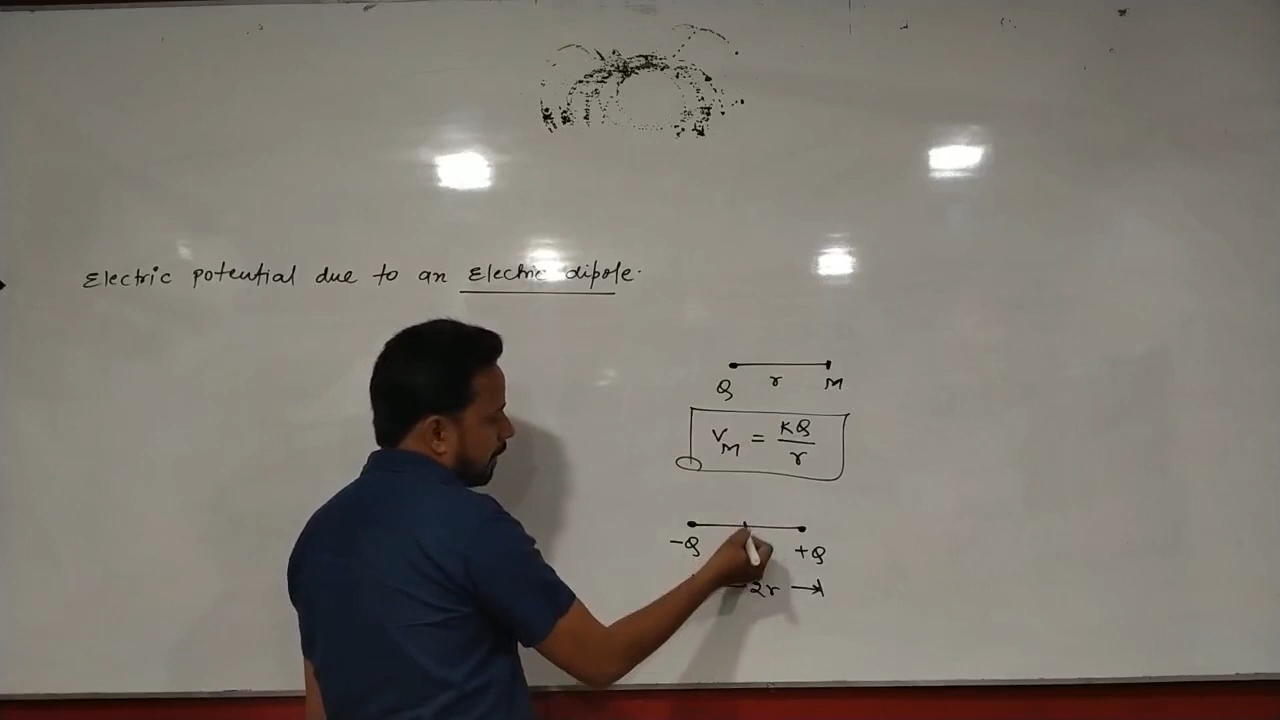 Electric potential due to an Electric dipole.
Q r M
V_M = KQ/r
-Q +Q
2r